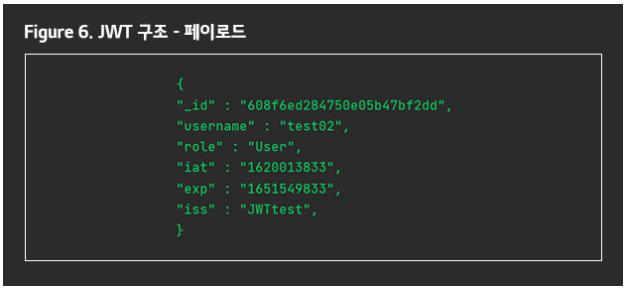 Figure 6. JWT 구조 - 페이로드
{
"_id" : "608f6ed284750e05b47bf2dd",
"username" : "test02",
"role" : "User",
"iat" : "1620013833",
"exp" : "1651549833",
"iss" : "JWTtest",
}